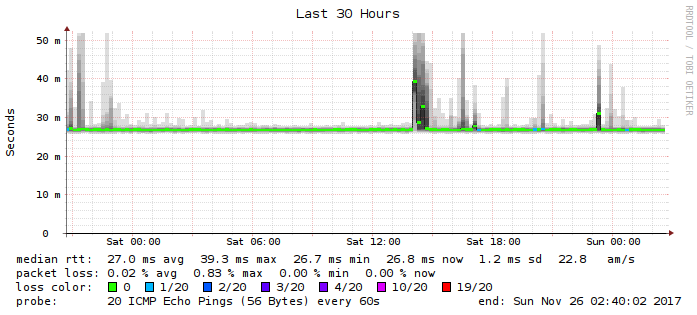 Last 30 Hours
RRDTOOL / TOBI OETIKER
Seconds
50 m
40 m
30 m
20 m
10 m
0
Sat 00:00 Sat 06:00 Sat 12:00 Sat 18:00 Sun 00:00
median rtt: 27.0 ms avg 39.3 ms max 26.7 ms min 26.8 ms now 1.2 ms sd 22.8 am/s
packet loss: 0.02 % avg 0.83 % max 0.00 % min 0.00 % now
loss color: 0 1/20 2/20 3/20 4/20 10/20 19/20
probe: 20 ICMP Echo Pings (56 Bytes) every 60s end: Sun Nov 26 02:40:02 2017